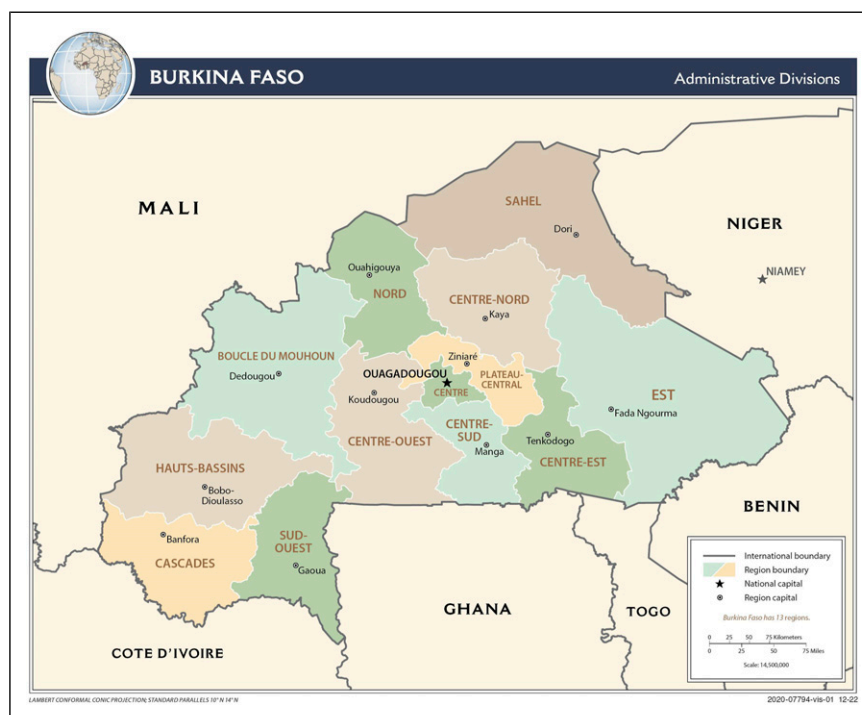 BURKINA FASO
Administrative Divisions
MALI
SAHEL
Dori
NIGER
NIAMEY
Ouahigouya
NORD
CENTRE-NORD
Kaya
BOUCLE DU MOUHOUN
Dedougou
OUAGADOUGOU
Ziniaré
PLATEAU-
CENTRAL
CENTRE
Koudougou
EST
Fada Ngourma
CENTRE-
SUD
Manga
CENTRE-OUEST
Tenkodogo
CENTRE-EST
HAUTS-BASSINS
Bobo-
Dioulasso
BENIN
Banfora
CASCADES
SUD-
OUEST
Gaoua
GHANA
TOGO
COTE D'IVOIRE
International boundary
Region boundary
National capital
Region capital
Burkina Faso has 13 regions.
0 25 50 75 Kilometers
0 25 50 75 Miles
Scale: 14,500,000
LAMBERT CONFORMAL CONIC PROJECTION; STANDARD PARALLELS 10° N 14° N
2020-07794-vis-01 12-22